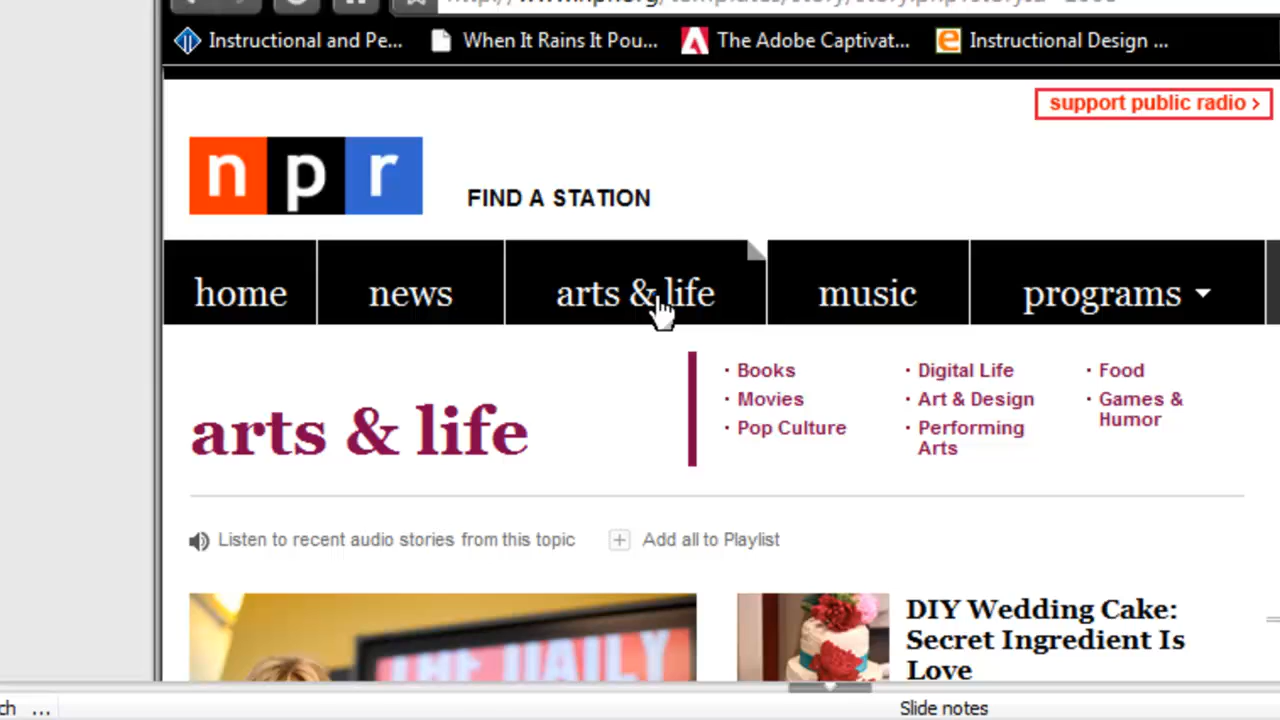 Instructional and Pe... When It Rains It Pou... The Adobe Captivat... Instructional Design ...
support public radio >
npr
FIND A STATION
home news arts & life music programs
arts & life
· Books
· Movies
· Pop Culture
· Digital Life
· Art & Design
· Performing
Arts
· Food
· Games &
Humor
Listen to recent audio stories from this topic
Add all to Playlist
THE DAILY
DIY Wedding Cake:
Secret Ingredient Is
Love
ch ...
Slide notes